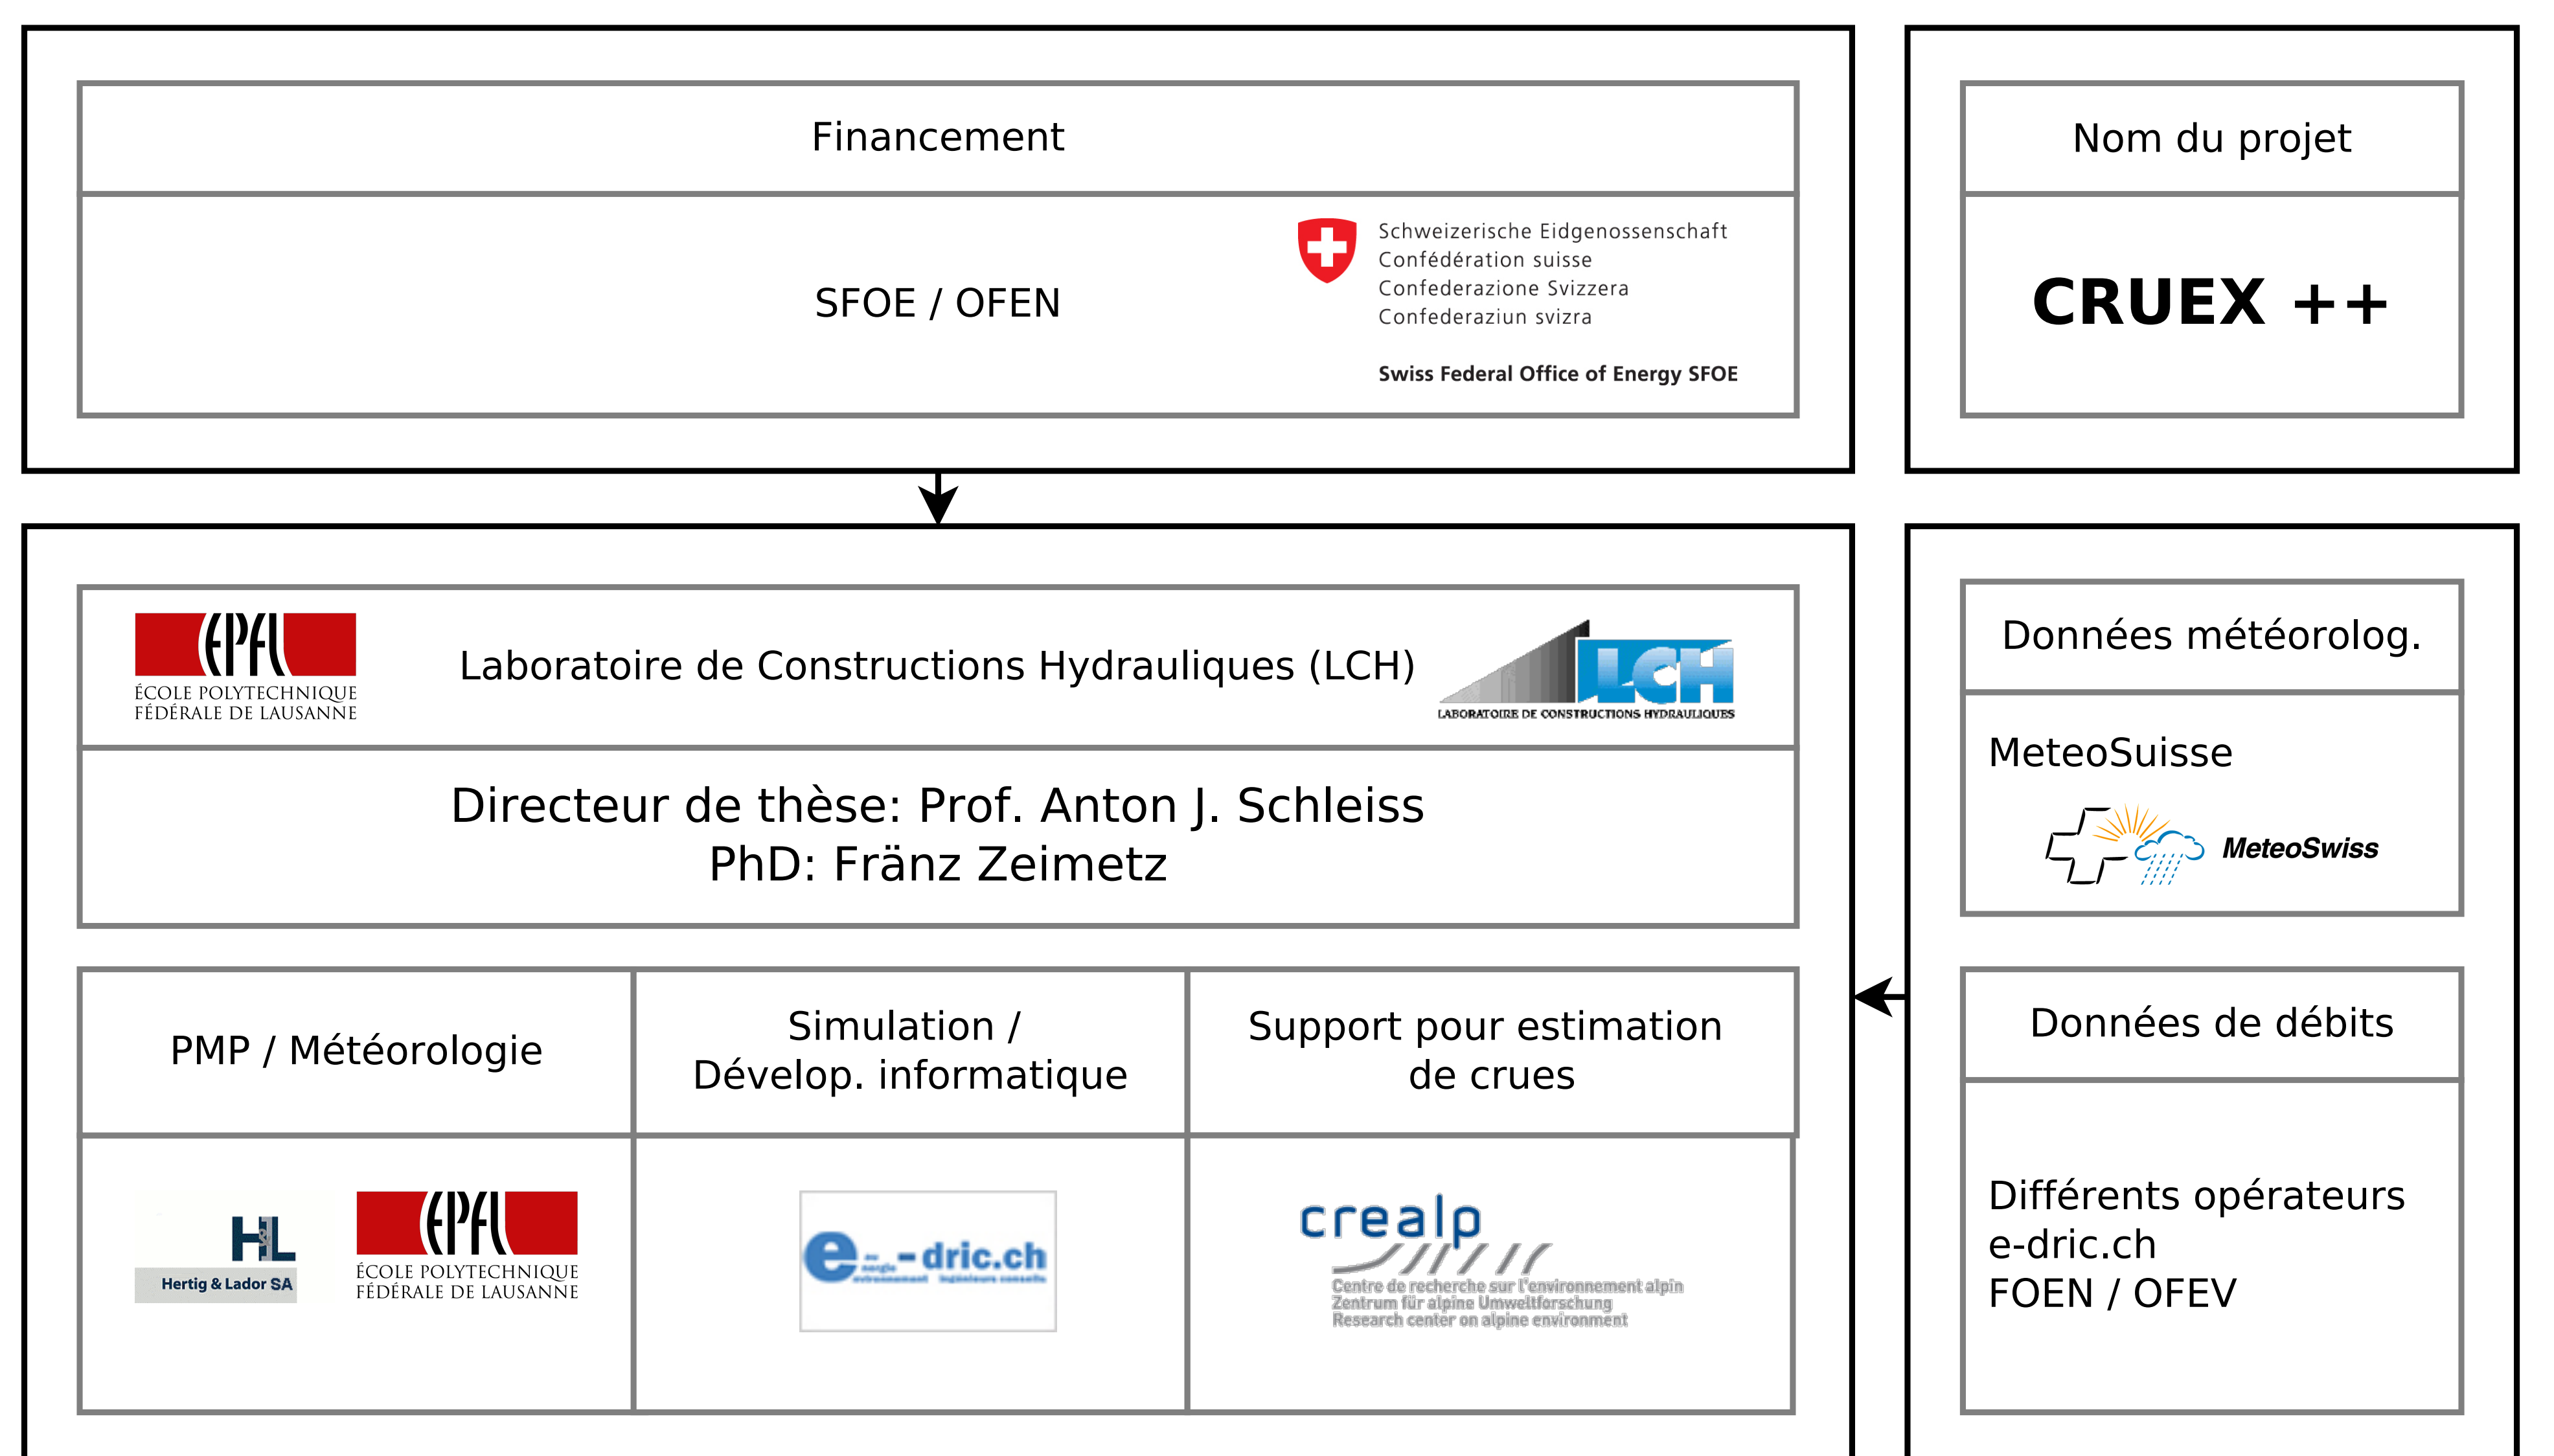 Financement
SFOE / OFEN
Schweizerische Eidgenossenschaft
Confédération suisse
Confederazione Svizzera
Confederaziun svizra
Swiss Federal Office of Energy SFOE
Nom du projet
CRUEX ++
EPFL
ÉCOLE POLYTECHNIQUE
FÉDÉRALE DE LAUSANNE
Laboratoire de Constructions Hydrauliques (LCH)
LCH
LABORATOIRE DE CONSTRUCTIONS HYDRAULIQUES
Directeur de thèse: Prof. Anton J. Schleiss
PhD: Fränz Zeimetz
PMP / Météorologie
Simulation /
Dévelop. informatique
Support pour estimation
de crues
HL
Hertig & Lador SA
EPFL
ÉCOLE POLYTECHNIQUE
FÉDÉRALE DE LAUSANNE
e-dric.ch
crealp
Centre de recherche sur l'environnement alpin
Zentrum für alpine Umweltforschung
Research center on alpine environment
Données météorolog.
MeteoSuisse
MeteoSwiss
Données de débits
Différents opérateurs
e-dric.ch
FOEN / OFEV